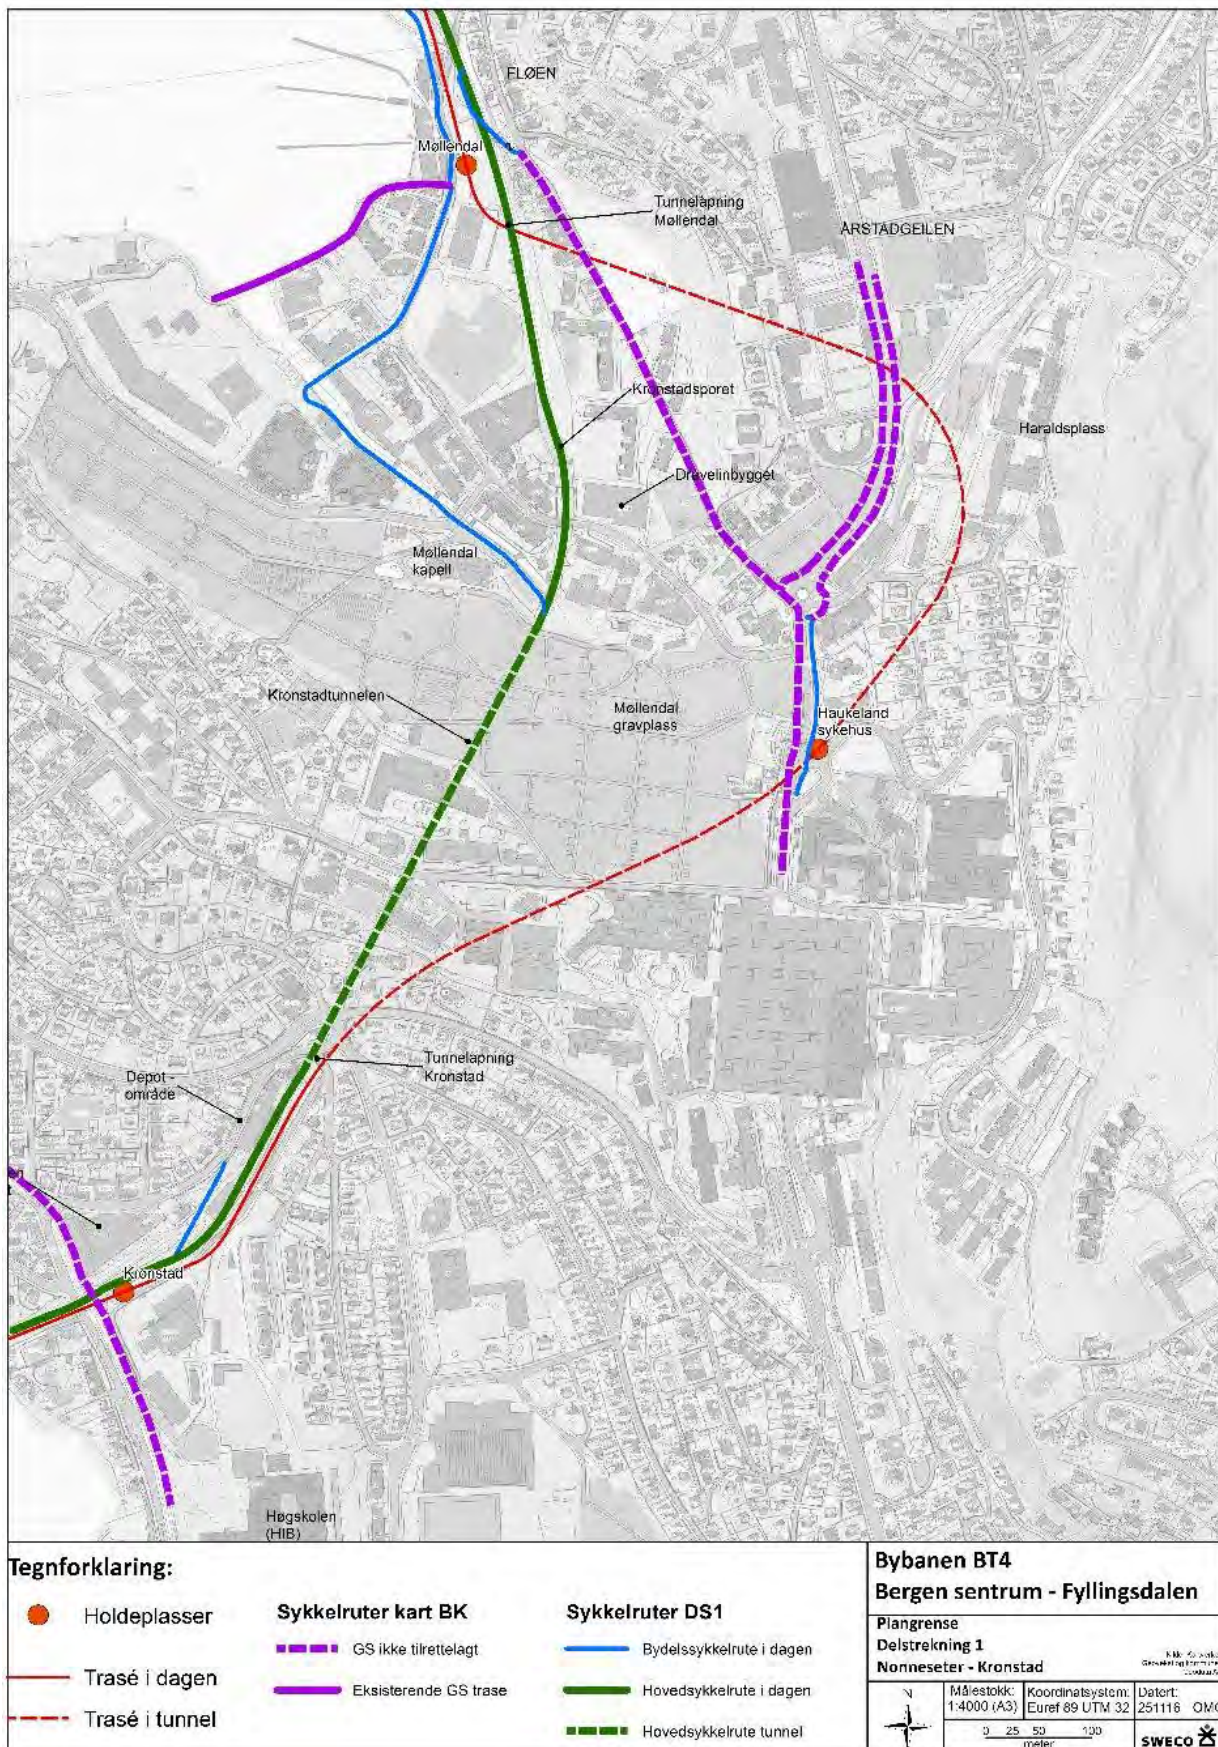 FLØEN
Møllendal
Tunnelåpning
Møllendal
ÅRSTADGEILEN
Kronstadsporet
Haraldsplass
Drøvelinbygget
Møllendal
kapell
Kronstadtunnelen
Møllendal
gravplass
Haukeland
sykehus
Tunnelåpning
Kronstad
Depot -
område
Kronstad
Høgskolen
(HIB)
Tegnforklaring:
Holdeplasser
Trasé i dagen
Trasé i tunnel
Sykkelruter kart BK
GS ikke tilrettelagt
Eksisterende GS trase
Sykkelruter DS1
Bydelssykkelrute i dagen
Hovedsykkelrute i dagen
Hovedsykkelrute tunnel
Bybanen BT4
Bergen sentrum - Fyllingsdalen
Plangrense
Delstrekning 1
Nonneseter - Kronstad
N
Målestokk:
1:4000 (A3)
Koordinatsystem:
Euref 89 UTM 32
Datert:
251116
0 25 50 100
meter
SWECO